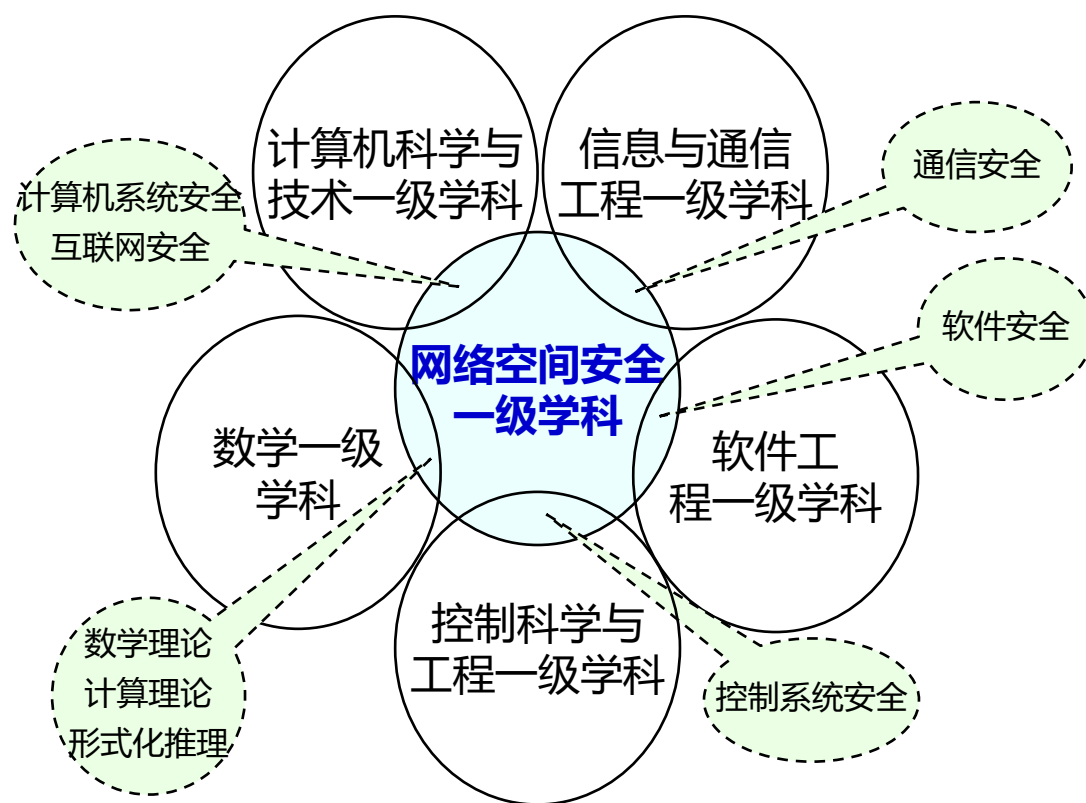 计算机科学与
技术一级学科
信息与通信
工程一级学科
通信安全
计算机系统安全
互联网安全
软件安全
网络空间安全
一级学科
数学一级
学科
软件工
程一级学科
控制科学与
工程一级学科
数学理论
计算理论
形式化推理
控制系统安全